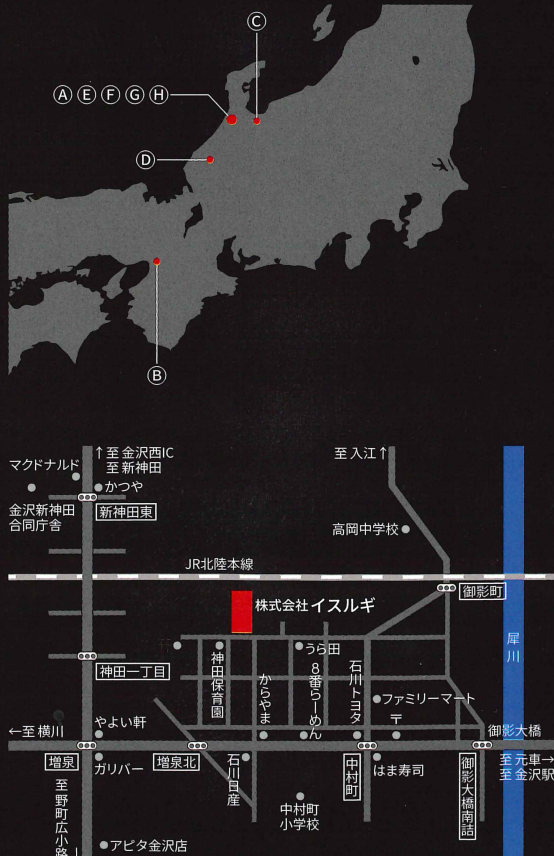 Ⓒ
ⒶⒺⒻⒼⒽ
Ⓓ
Ⓑ
↑至金沢西IC
至新神田
至入江↑
マクドナルド
かつや
金沢新神田
合同庁舎
新神田東
高岡中学校
JR北陸本線
御影町
株式会社イスルギ
犀川
うら田
神田保育園
8番らーめん
石川トヨタ
神田一丁目
からやま
ファミリーマート
〒
←至横川
やよい軒
御影大橋
増泉
ガリバー
増泉北
石川日産
中村町
はま寿司
御影大橋南詰
至元車→
至金沢駅
至野町広小路↓
中村町
小学校
アピタ金沢店